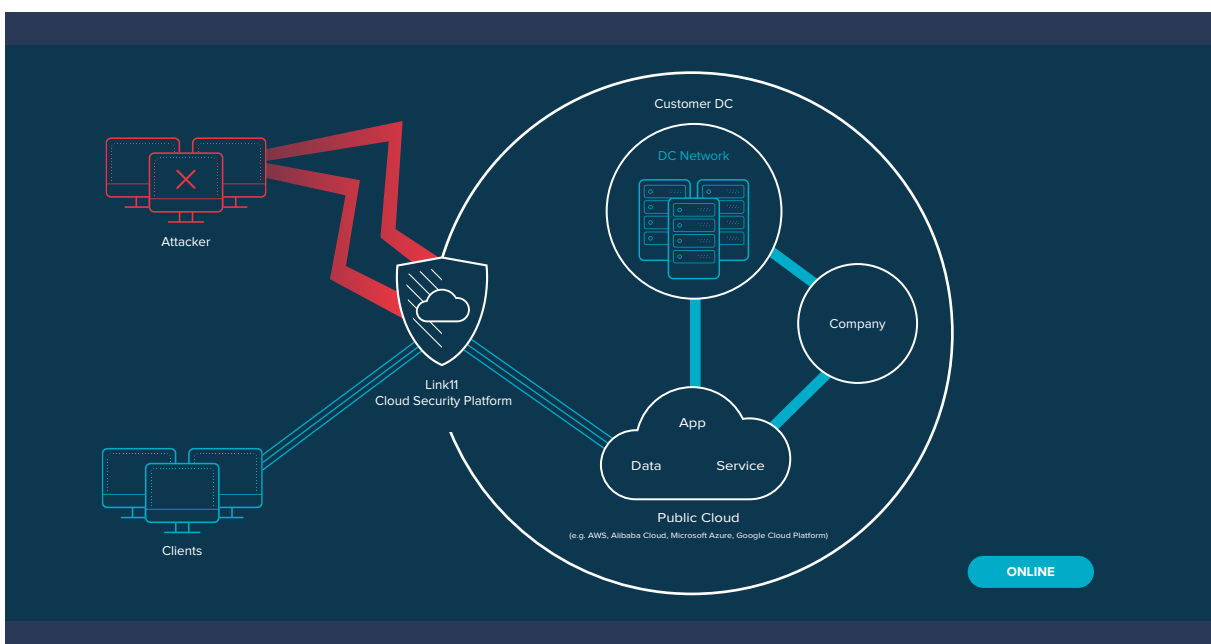 Customer DC
DC Network
Attacker
Company
Link11
Cloud Security Platform
App
Data
Service
Public Cloud
(e.g. AWS, Alibaba Cloud, Microsoft Azure, Google Cloud Platform)
Clients
ONLINE